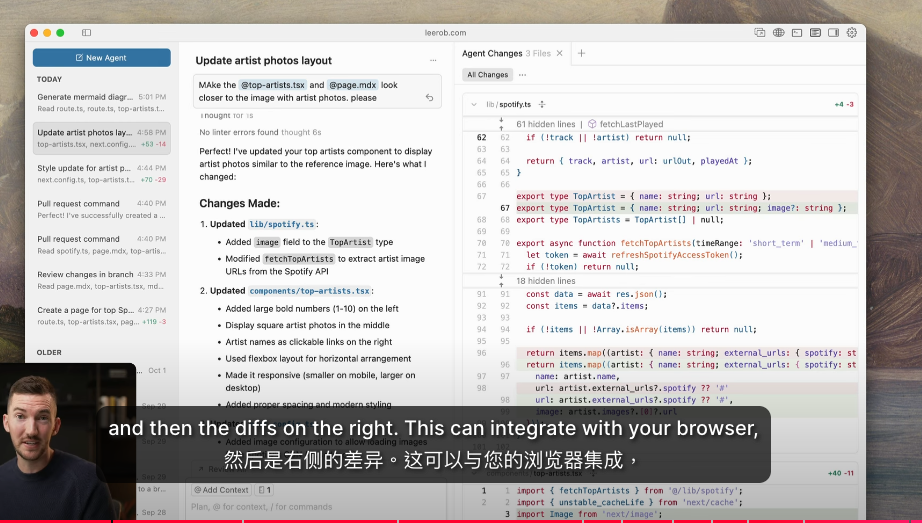 leerob.com
New Agent
TODAY
Generate mermaid diagr... 5:01 PM
Read route.ts, route.ts, top-artist...
Update artist photos lay... 4:58 PM
top-artists.tsx, next.config.... +53 -14
Style update for artist p... 4:44 PM
next.config.ts, top-artists.t... +70 -29
Pull request command 4:40 PM
Perfect! I've successfully created a ...
Pull request command 4:40 PM
Read spotify.ts, page.mdx, top-artis...
Review changes in branch 4:33 PM
Read page.mdx, top-artists.tsx, md...
Create a page for top Sp... 4:27 PM
route.ts, top-artists.tsx, pag... +119 -3
OLDER
Oct 1
Sep 28
Update artist photos layout
MAke the @top-artists.tsx and @page.mdx look
closer to the image with artist photos. please
Thought for 1s
No linter errors found thought 6s
Perfect! I've updated your top artists component to display
artist photos similar to the reference image. Here's what I
changed:
Changes Made:
1. Updated lib/spotify.ts:
• Added image field to the TopArtist type
• Modified fetchTopArtists to extract artist image
URLs from the Spotify API
2. Updated components/top-artists.tsx:
• Added large bold numbers (1-10) on the left
• Display square artist photos in the middle
• Artist names as clickable links on the right
• Used flexbox layout for horizontal arrangement
• Made it responsive (smaller on mobile, larger on
desktop)
• Added proper spacing and modern styling
• Added image configuration to allow loading images
@ Add Context 1
Plan, @ for context, / for commands
Agent Changes 3 Files
All Changes ...
lib/spotify.ts +4 -3
61 hidden lines | fetchLastPlayed
62 62 if (!track || !artist) return null;
63 63
64 64 return { track, artist, url: urlOut, playedAt };
65 65 }
66 66
67 export type TopArtist = { name: string; url: string };
67 export type TopArtist = { name: string; url: string; image?: string };
68 68 export type TopArtists = TopArtist[] | null;
69 69
70 70 export async function fetchTopArtists(timeRange: 'short_term' | 'medium_
71 71 let token = await refreshSpotifyAccessToken();
72 72 if (!token) return null;
18 hidden lines
91 91 const data = await res.json();
92 92 const items = data?.items;
93 93
94 94 if (!items || !Array.isArray(items)) return null;
95 95
96 return items.map((artist: { name: string; external_urls: { spotify: st
96 return items.map((artist: { name: string; external_urls: { spotify: st
97 97 name: artist.name,
98 url: artist.external_urls?.spotify ?? '#'
url: artist.external_urls?.spotify ?? '#',
image: artist.images?.[0]?.url
and then the diffs on the right. This can integrate with your browser,
然后是右侧的差异。这可以与您的浏览器集成，
+40 -11
1 1 import { fetchTopArtists } from '@/lib/spotify';
2 2 import { unstable_cacheLife } from 'next/cache';
3 import Image from 'next/image';